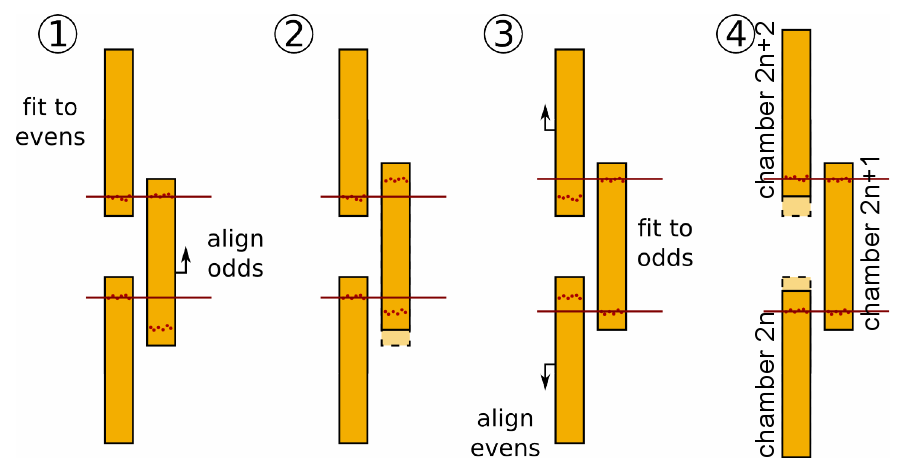 1
2
3
4
fit to
evens
align
odds
fit to
odds
align
evens
chamber 2n+2
chamber 2n+1
chamber 2n